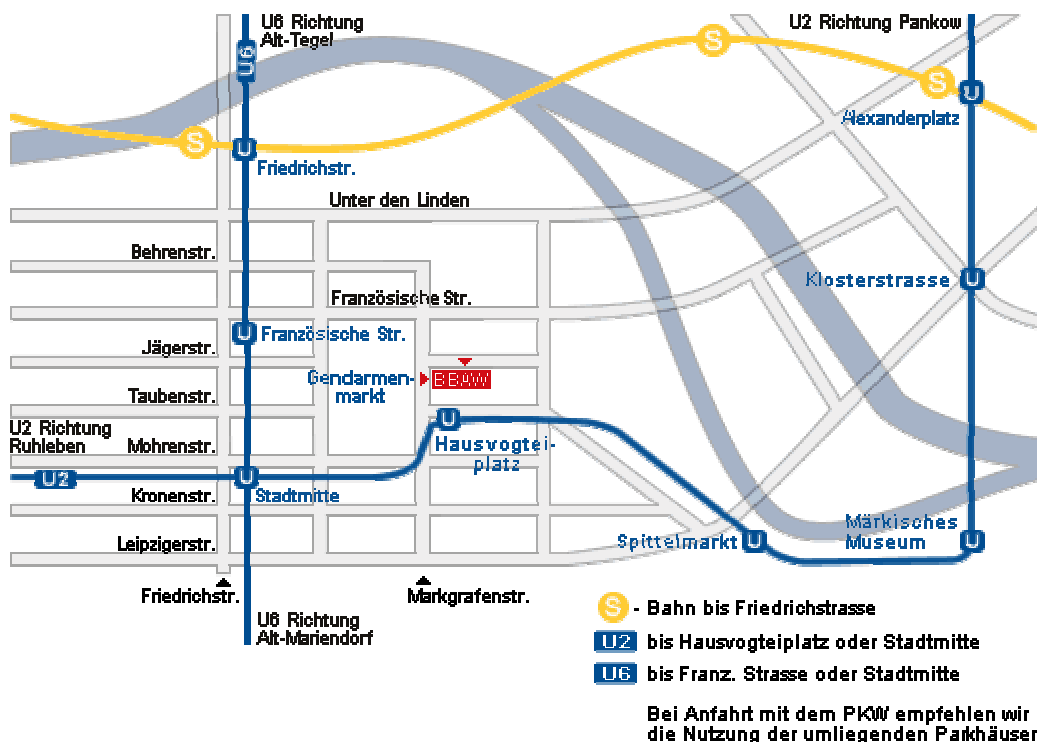 U6 Richtung
Alt-Tegel
U2 Richtung Pankow
U6
S
S
S
U
Alexanderplatz
U
Friedrichstr.
Unter den Linden
Behrenstr.
Klosterstrasse
U
Französische Str.
U
Französische Str.
Jägerstr.
Gendarmen-
markt
BBAW
Taubenstr.
U
U2 Richtung
Ruhleben
Mohrenstr.
Hausvogtei-
platz
U2
U
Kronenstr.
Stadtmitte
Leipzigerstr.
Spittelmarkt
U
Märkisches
Museum
U
Friedrichstr.
Markgrafenstr.
U6 Richtung
Alt-Mariendorf
S - Bahn bis Friedrichstrasse
U2 bis Hausvogteiplatz oder Stadtmitte
U6 bis Franz. Strasse oder Stadtmitte
Bei Anfahrt mit dem PKW empfehlen wir
die Nutzung der umliegenden Parkhäuser